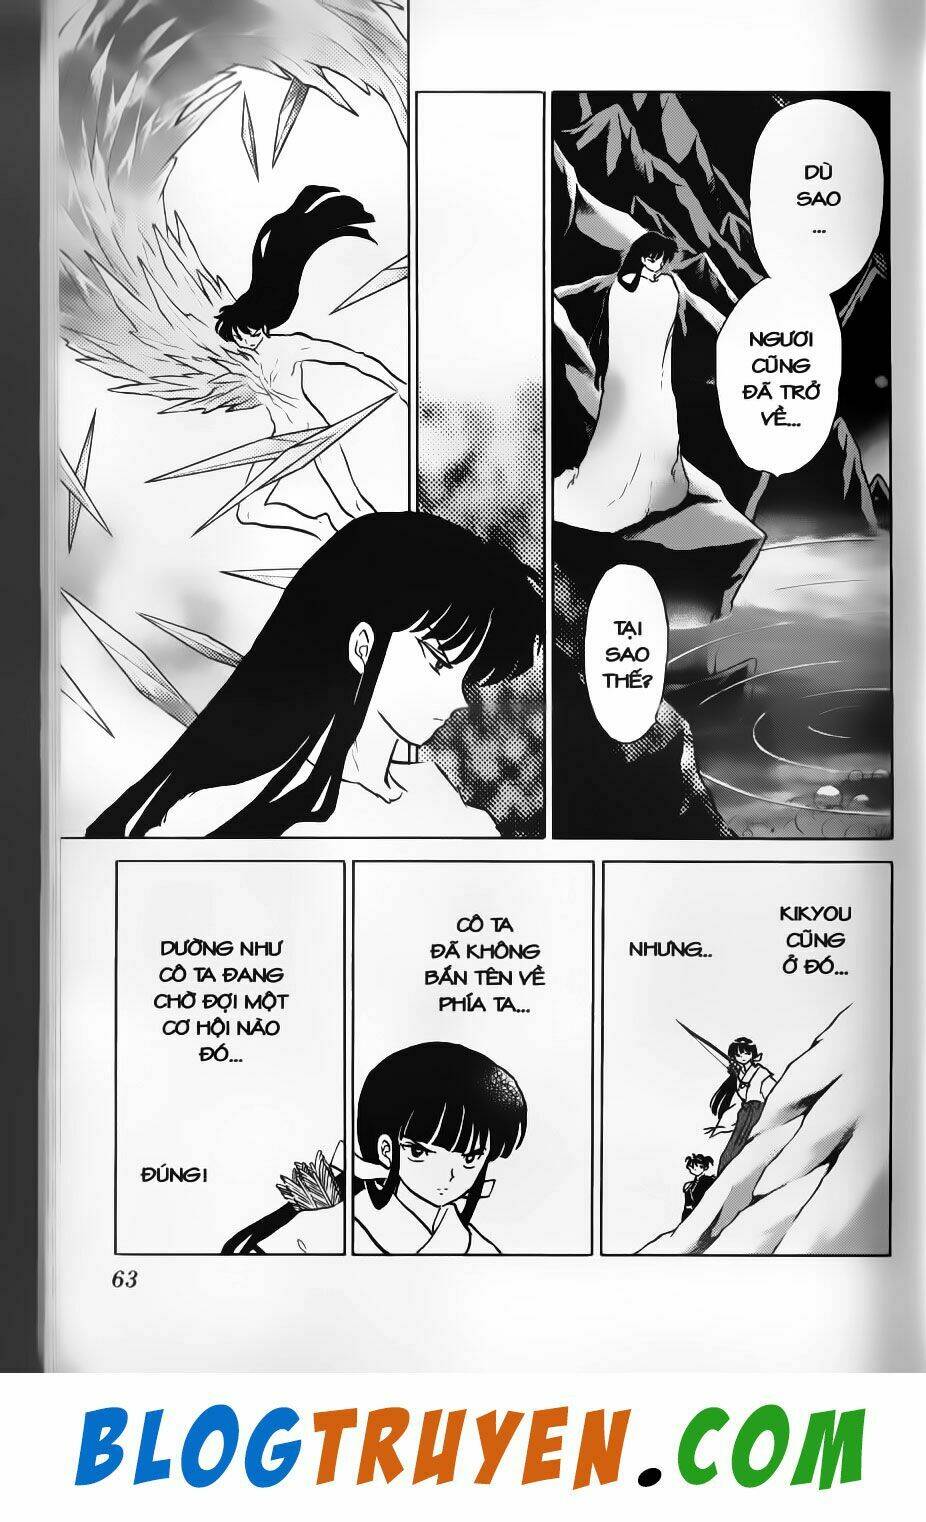 DÙ
SAO
...
NGƯƠI
CŨNG
ĐÃ TRỞ
VỀ...
TẠI
SAO
THẾ?
KIKYOU
CŨNG
Ở ĐÓ...
NHƯNG...
CÔ TA
ĐÃ KHÔNG
BẮN TÊN VỀ
PHÍA TA...
DƯỜNG NHƯ
CÔ TA ĐANG
CHỜ ĐỢI MỘT
CƠ HỘI NÀO
ĐÓ...
ĐÚNG!
63
BLOGTRUYEN.COM